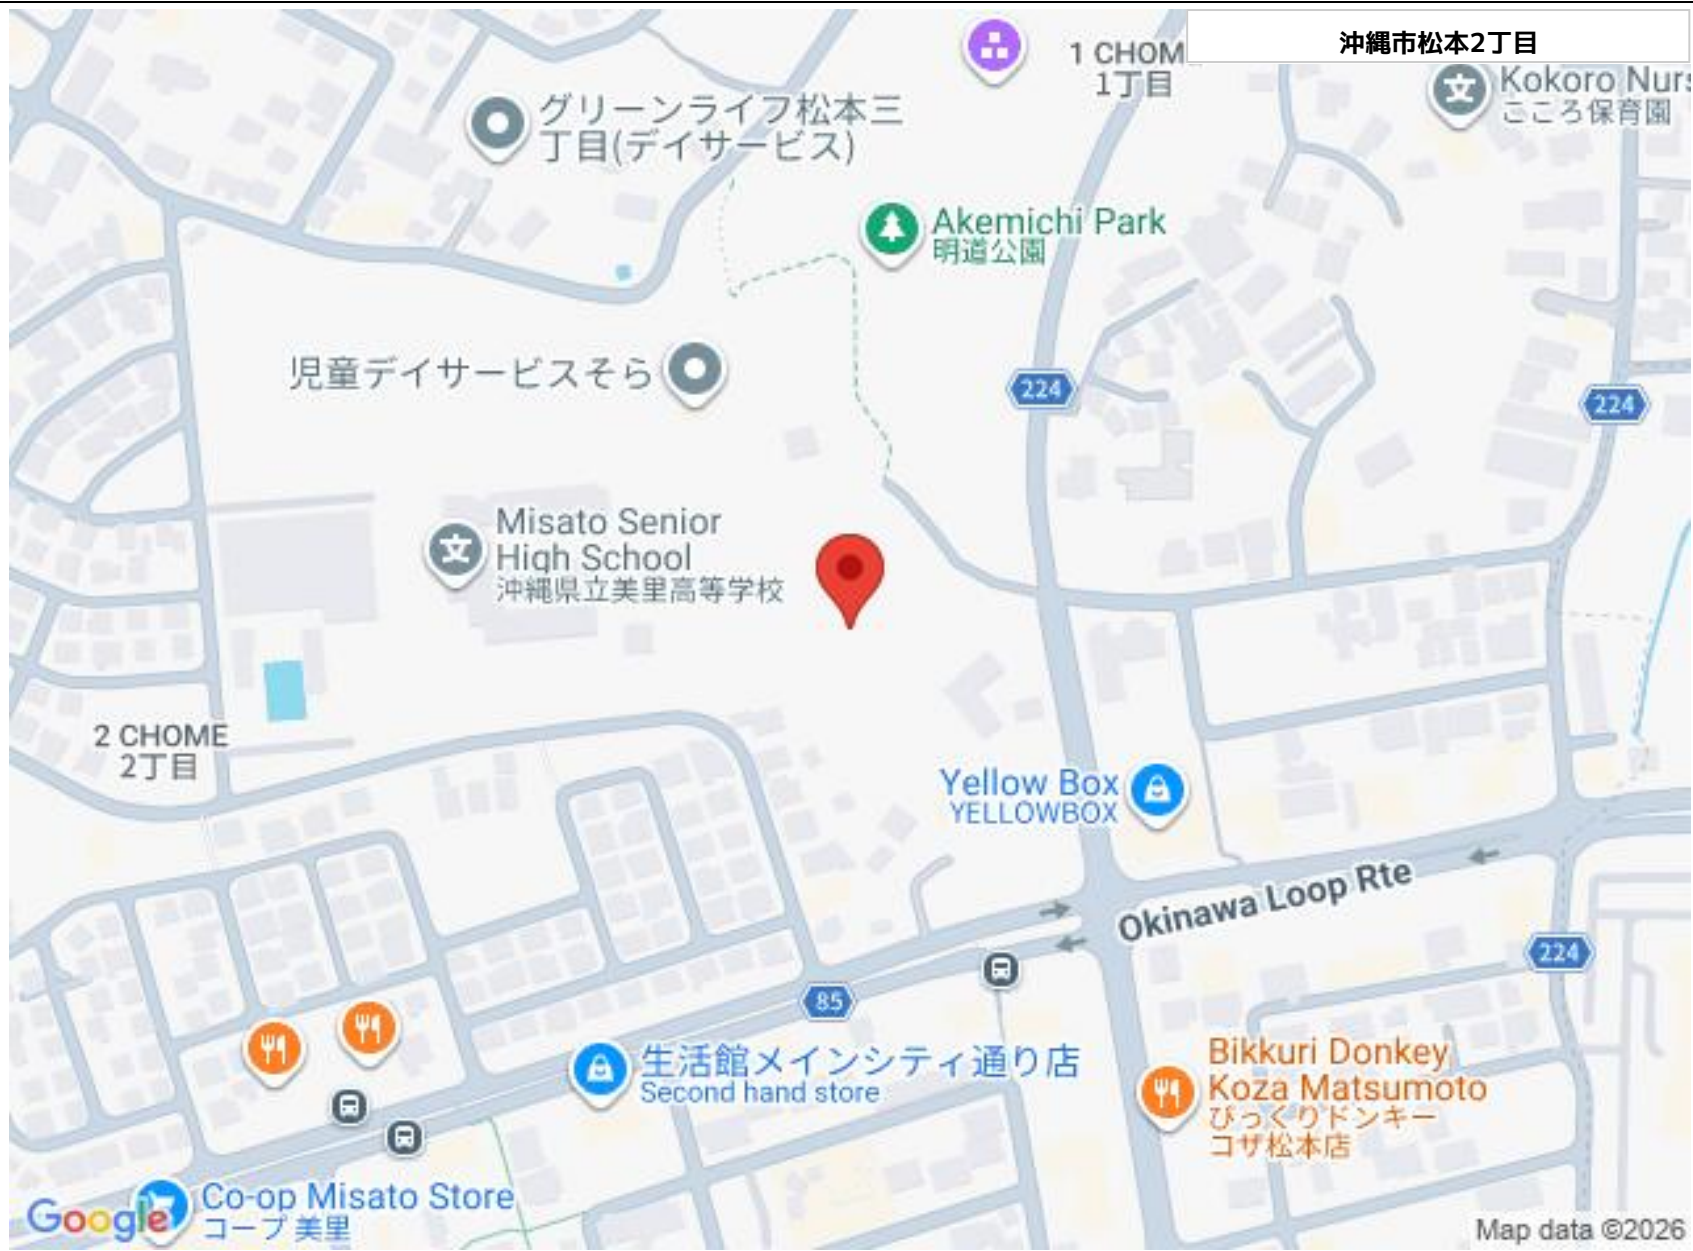 沖縄市松本2丁目
1 CHOM
1丁目
Kokoro Nurs
こころ保育園
グリーンライフ松本三
丁目(デイサービス)
Akemichi Park
明道公園
児童デイサービスそら
224
224
Misato Senior
High School
沖縄県立美里高等学校
2 CHOME
2丁目
Yellow Box
YELLOWBOX
Okinawa Loop Rte
224
85
生活館メインシティ通り店
Second hand store
Bikkuri Donkey
Koza Matsumoto
びっくりドンキー
コザ松本店
Co-op Misato Store
コープ美里
Google
Map data ©2026